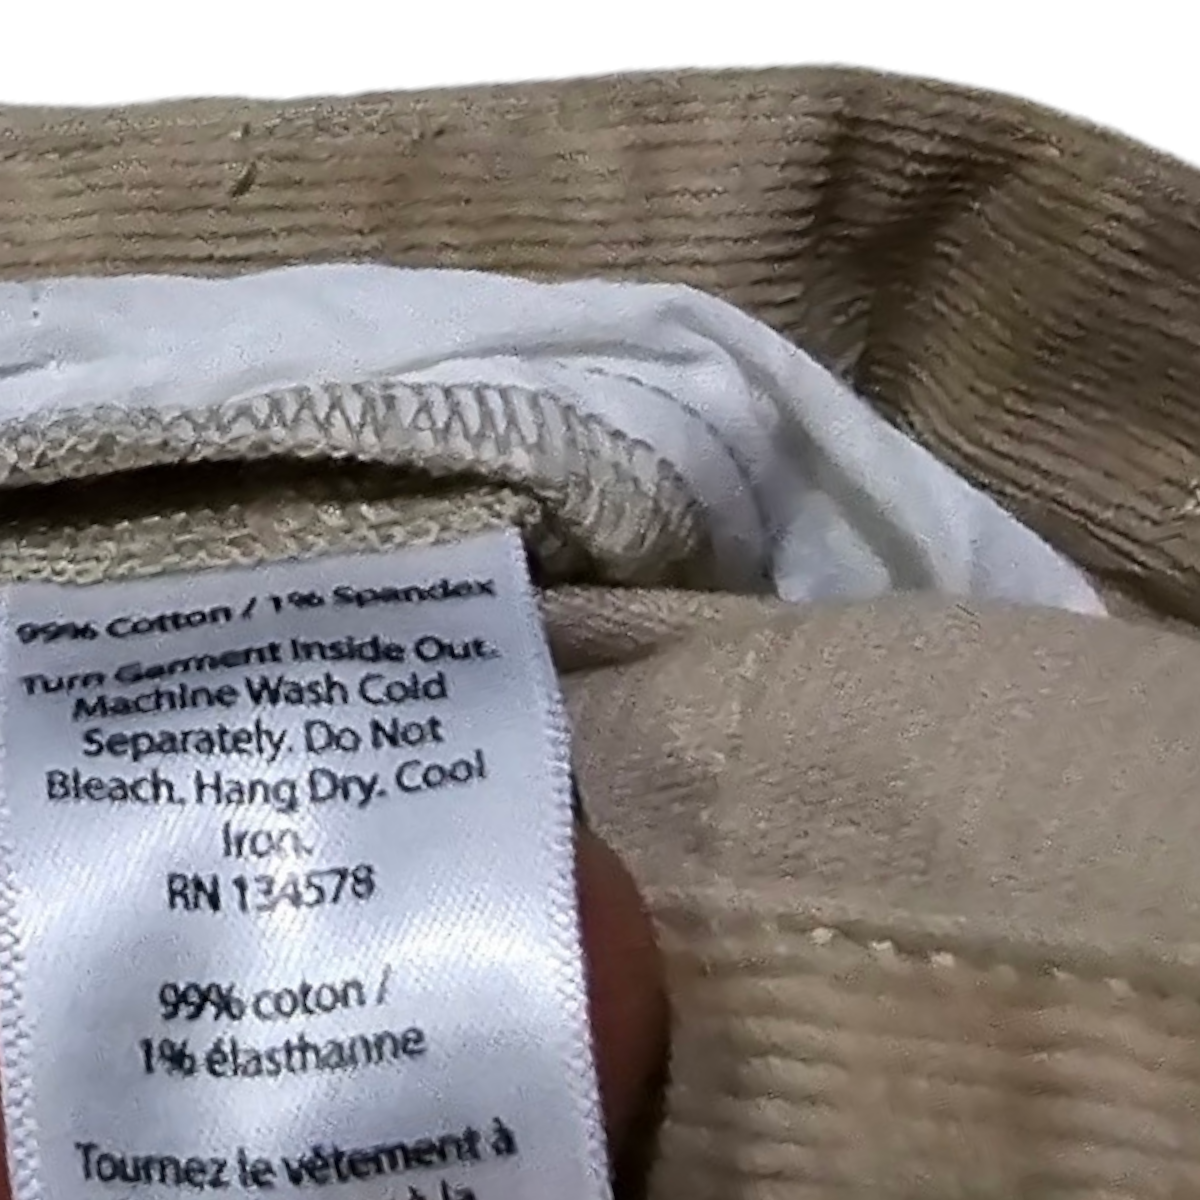 99% Cotton / 1% Spandex
Turn Garment Inside Out.
Machine Wash Cold
Separately. Do Not
Bleach. Hang Dry. Cool
Iron.
RN 134578
99% coton /
1% élasthanne
Tournez le vêtement à
à la